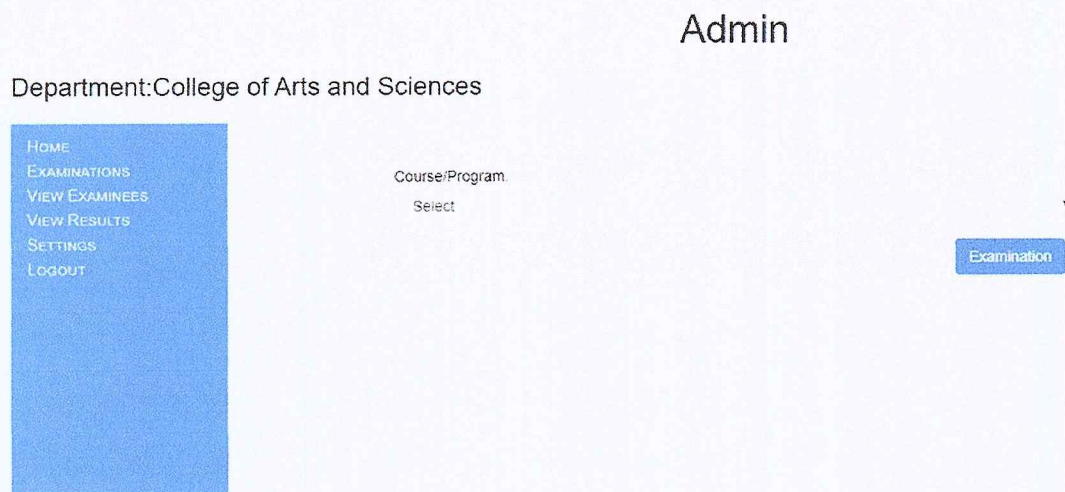 Admin
Department:College of Arts and Sciences
HOME
EXAMINATIONS
VIEW EXAMINEES
VIEW RESULTS
SETTINGS
LOGOUT
Course/Program
Select
Examination